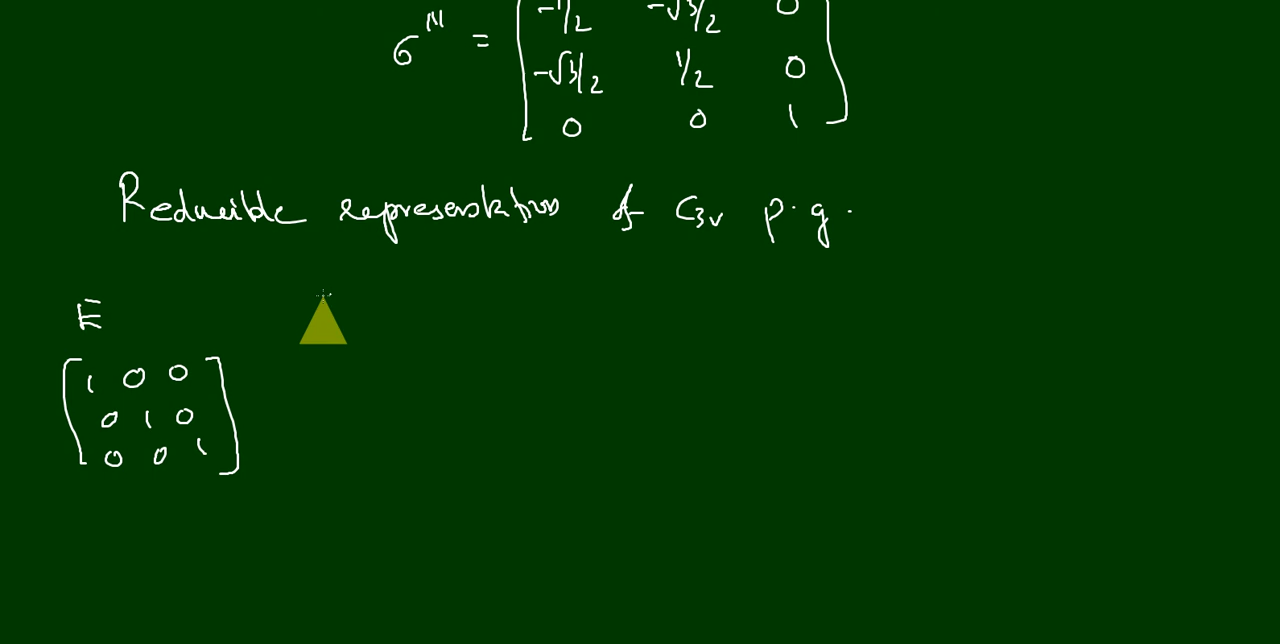 -1/2 -√3/2 0
σ''' =
-√3/2 1/2 0
0 0 1
Reducible representation of C3v p.g.
E
1 0 0
0 1 0
0 0 1